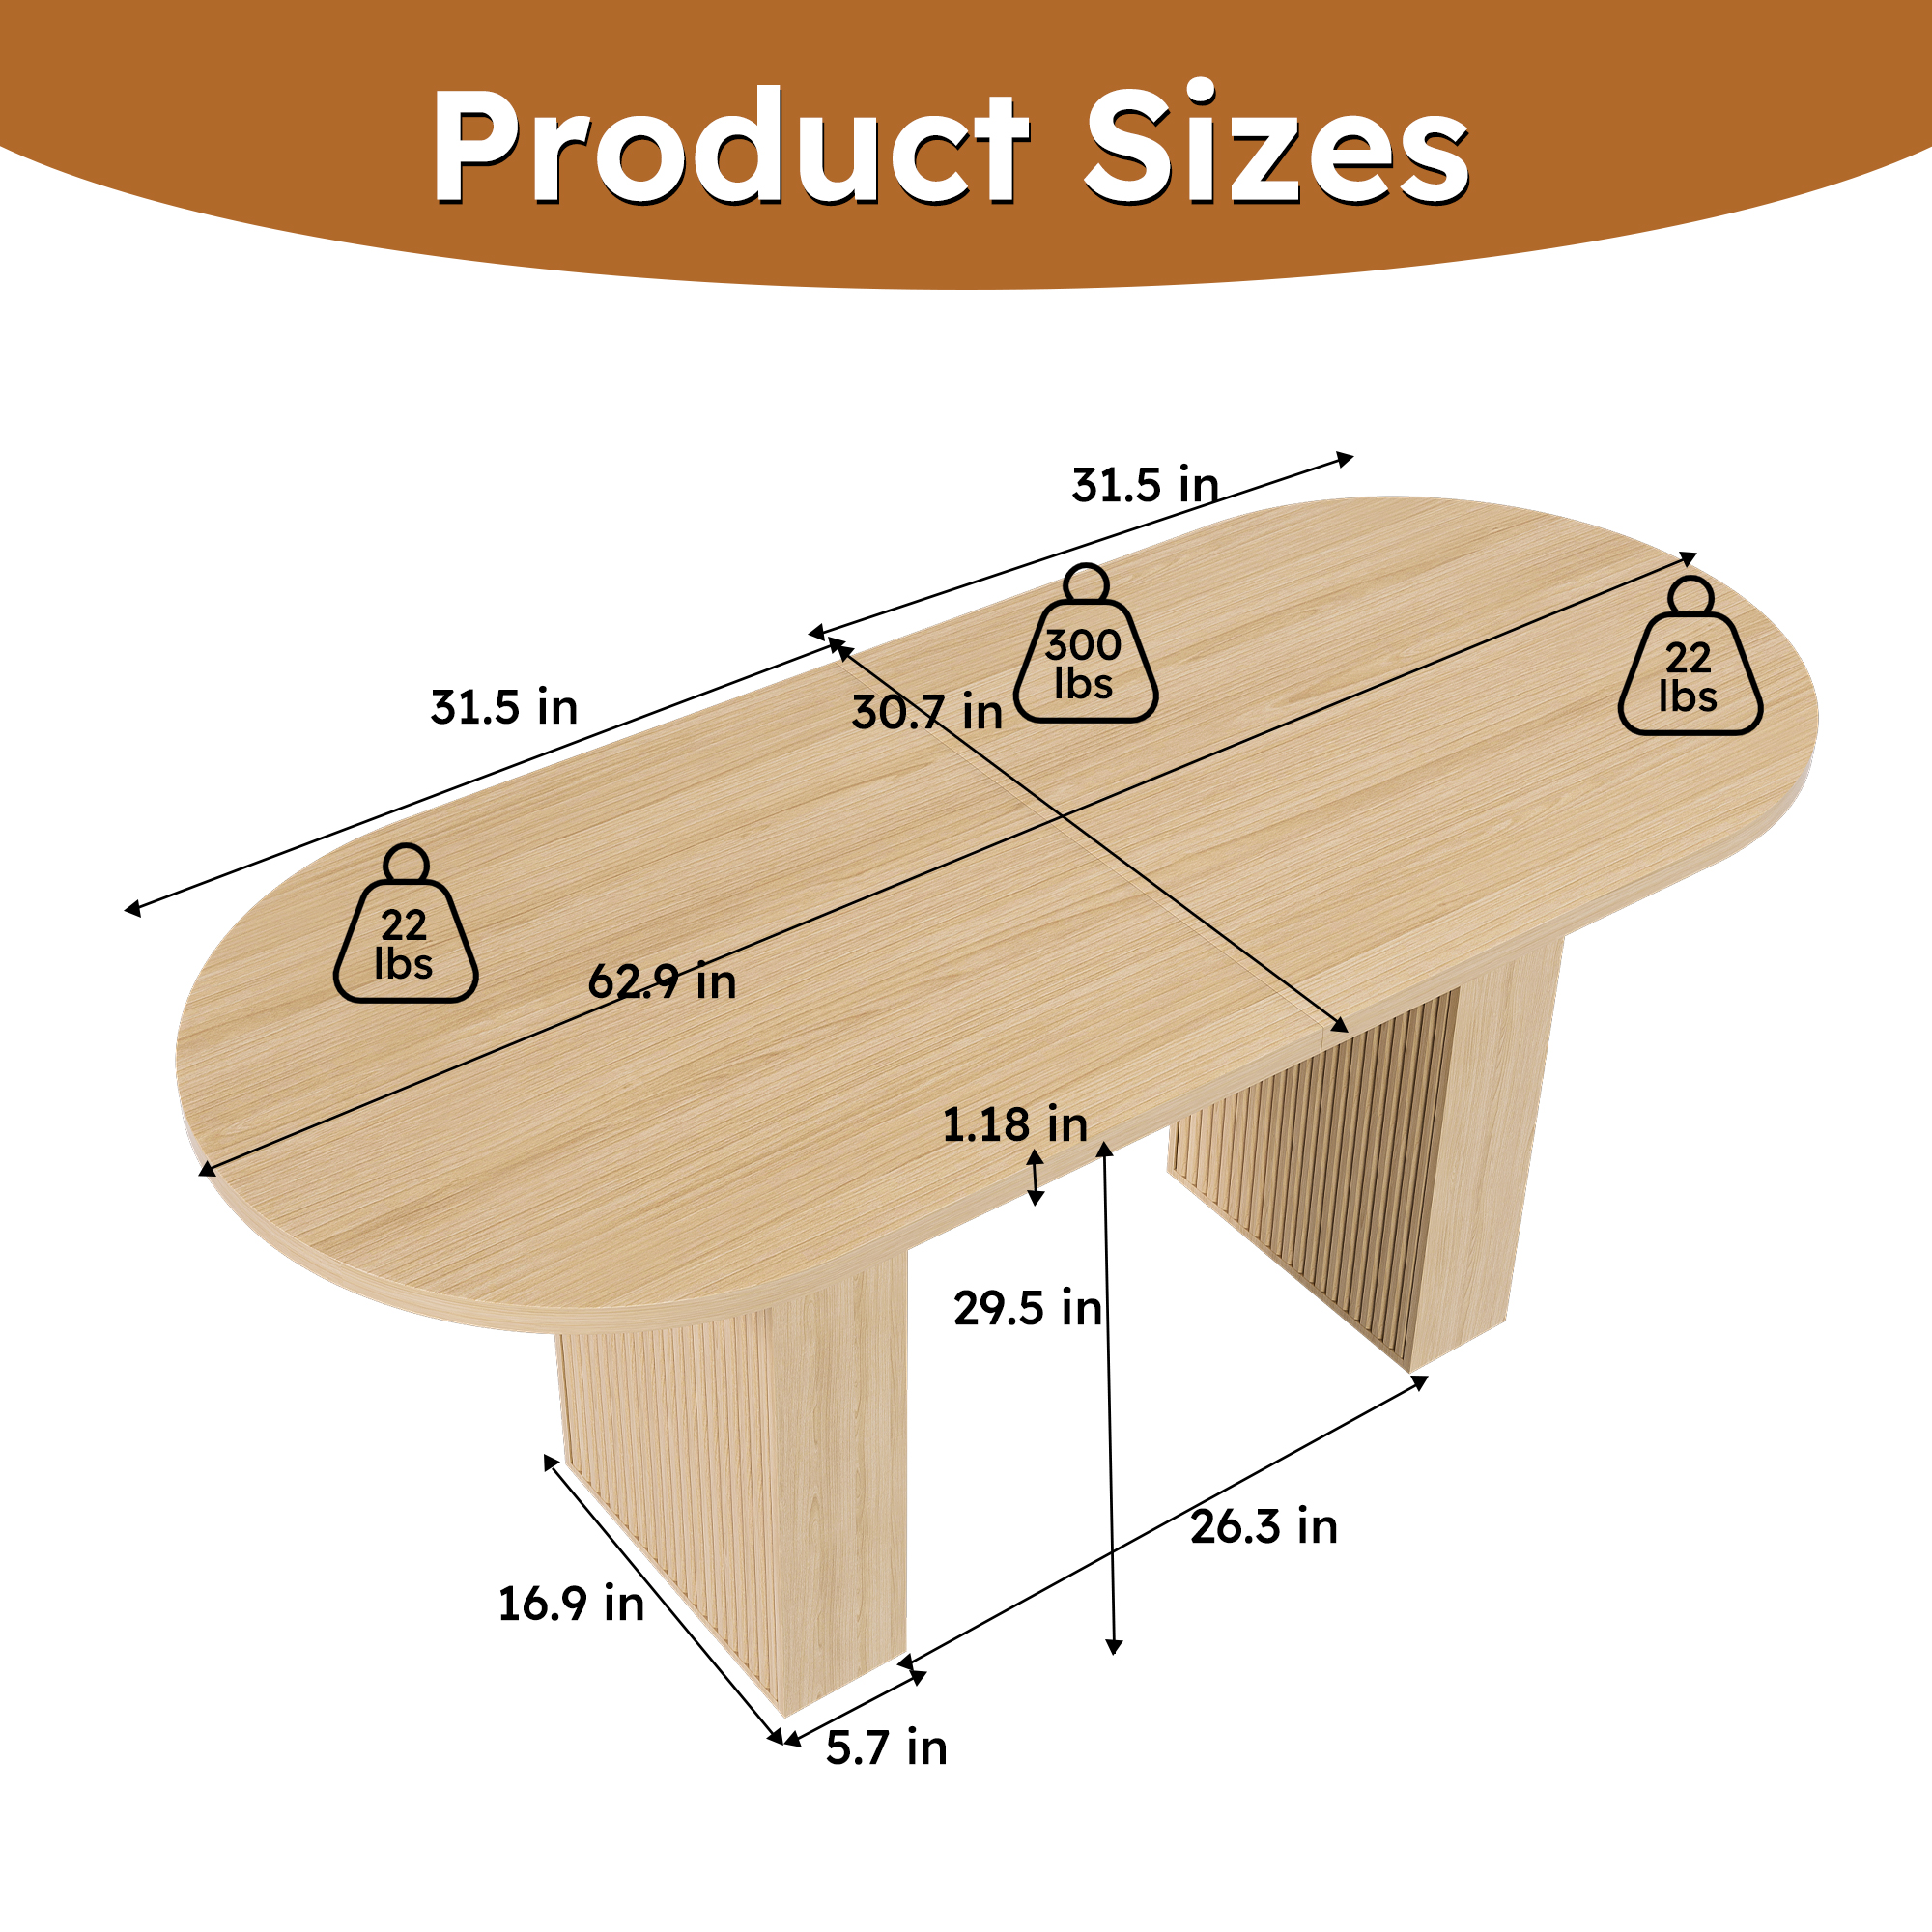 Product Sizes
31.5 in
300
lbs
22
lbs
31.5 in
30.7 in
22
lbs
62.9 in
1.18 in
29.5 in
26.3 in
16.9 in
5.7 in